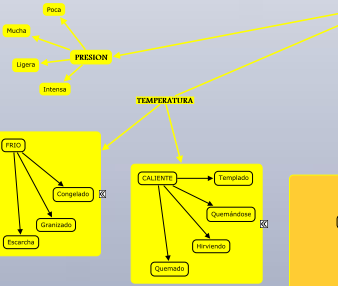 Poca
Mucha
PRESION
Ligera
Intensa
TEMPERATURA
FRIO
CALIENTE
Templado
Congelado
Quemándose
Granizado
Escarcha
Hirviendo
Quemado